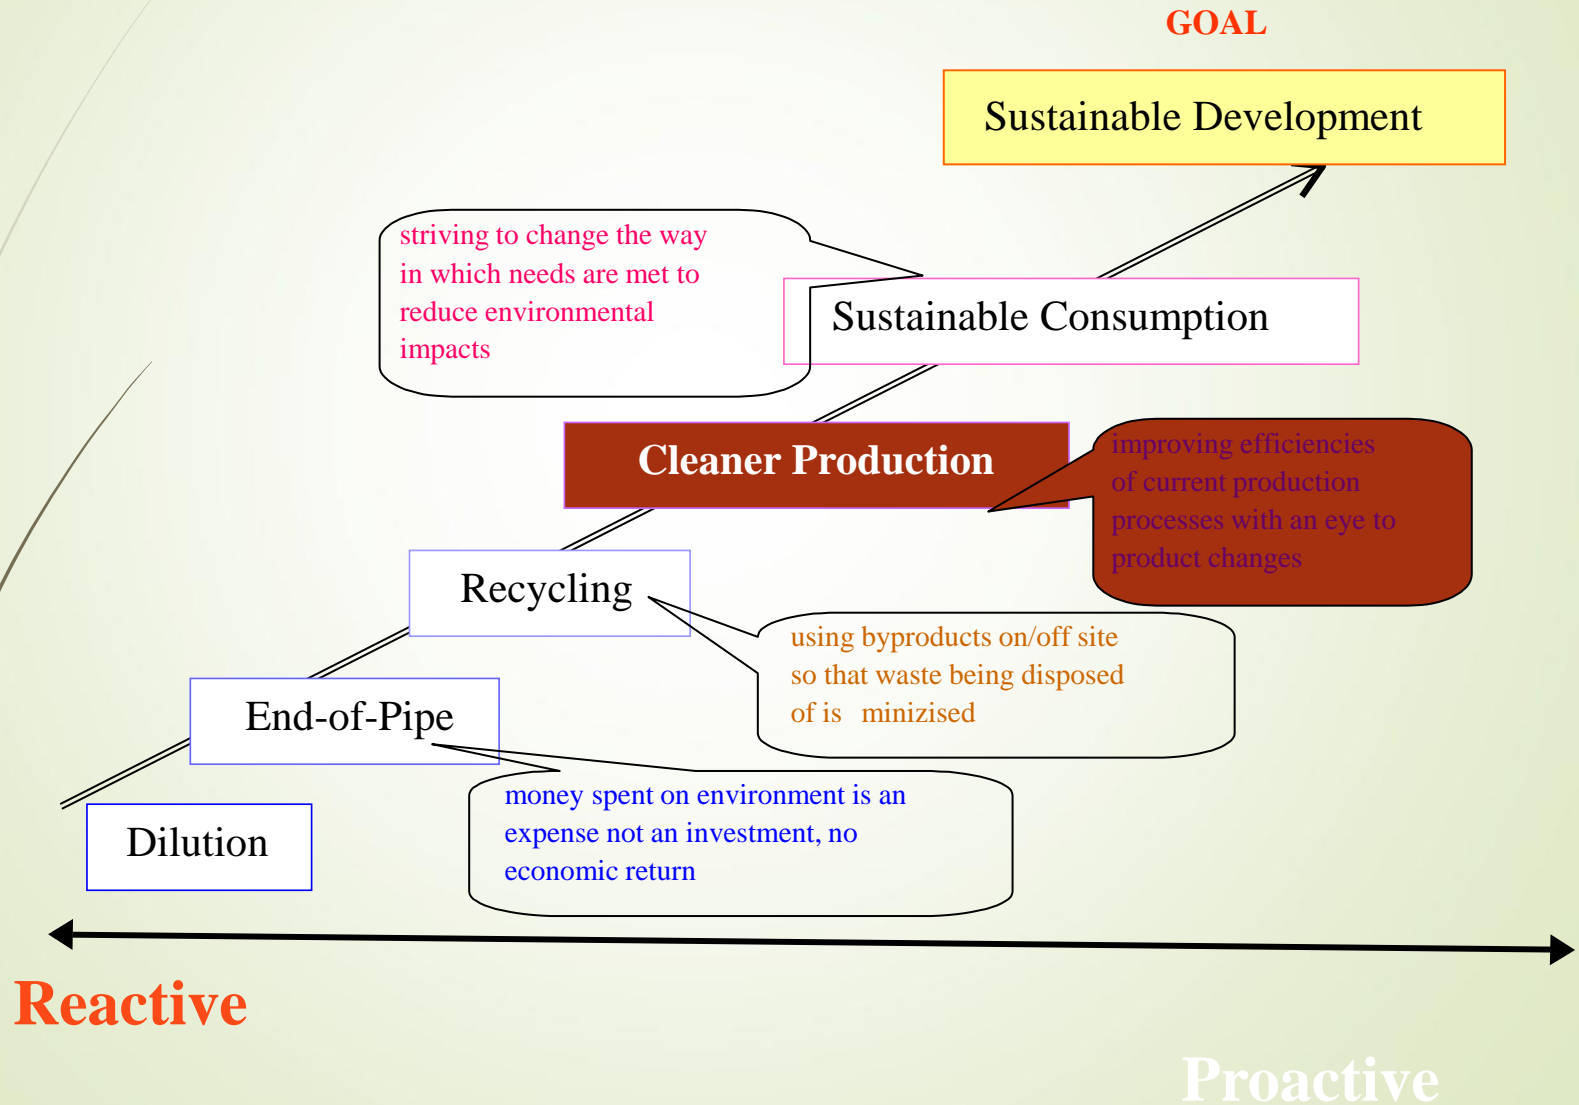 GOAL
Sustainable Development
striving to change the way
in which needs are met to
reduce environmental
impacts
Sustainable Consumption
Cleaner Production
improving efficiencies
of current production
processes with an eye to
product changes
Recycling
using byproducts on/off site
so that waste being disposed
of is minizised
End-of-Pipe
money spent on environment is an
expense not an investment, no
economic return
Dilution
Reactive
Proactive